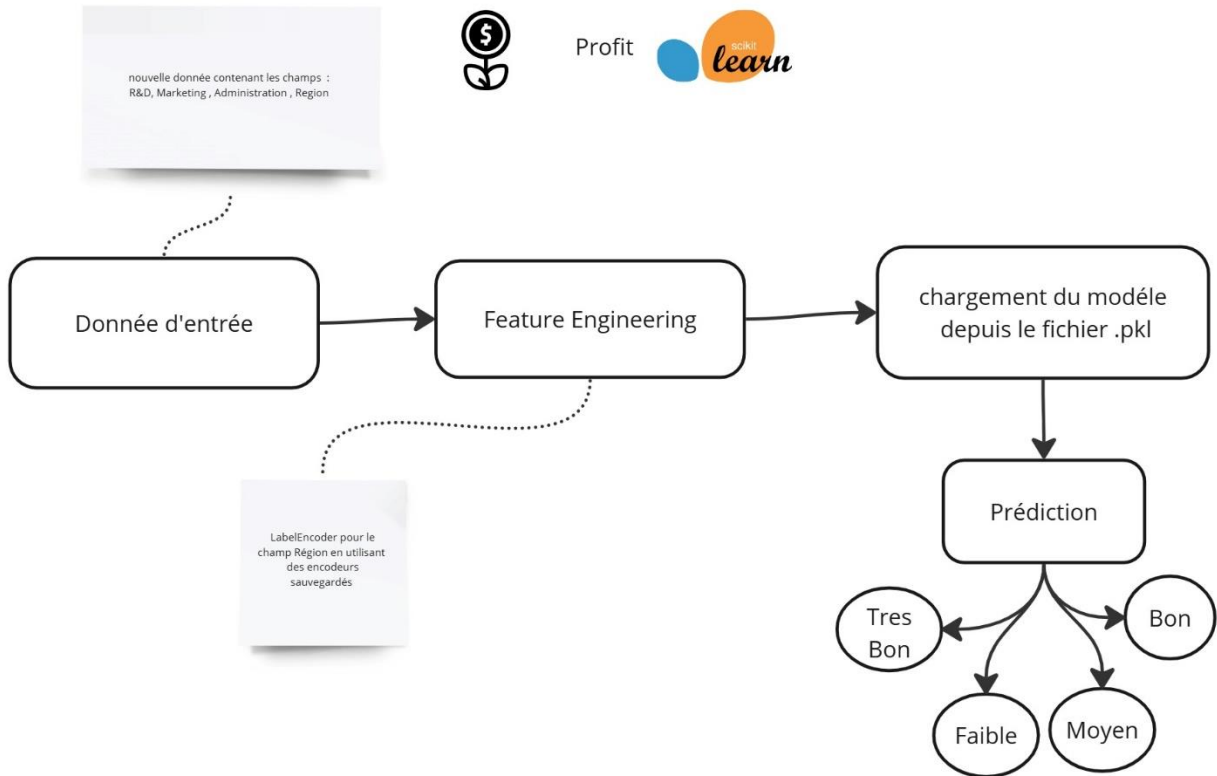 nouvelle donnée contenant les champs :
R&D, Marketing , Administration , Region
$
Profit
scikit
learn
Donnée d'entrée
Feature Engineering
chargement du modéle
depuis le fichier .pkl
LabelEncoder pour le
champ Région en utilisant
des encodeurs
sauvegardés
Prédiction
Tres
Bon
Bon
Faible
Moyen